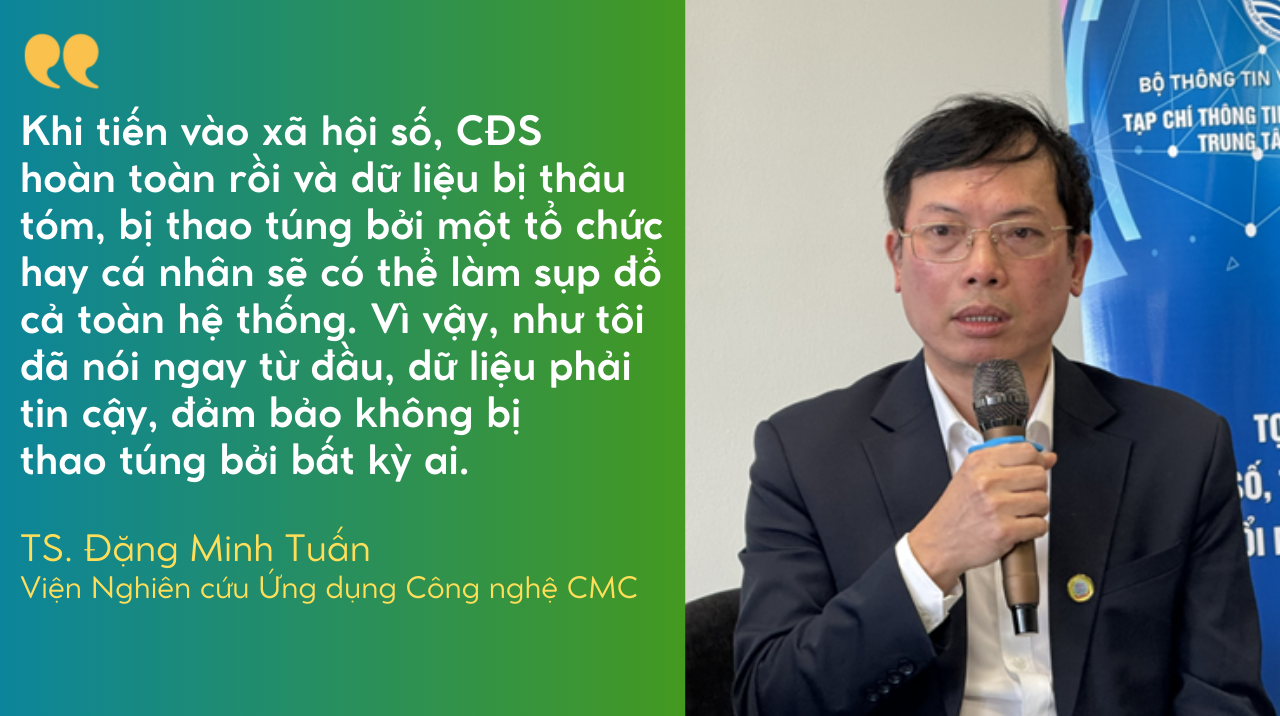 Khi tiến vào xã hội số, CĐS
hoàn toàn rồi và dữ liệu bị thâu
tóm, bị thao túng bởi một tổ chức
hay cá nhân sẽ có thể làm sụp đổ
cả toàn hệ thống. Vì vậy, như tôi
đã nói ngay từ đầu, dữ liệu phải
tin cậy, đảm bảo không bị
thao túng bởi bất kỳ ai.
TS. Đặng Minh Tuấn
Viện Nghiên cứu Ứng dụng Công nghệ CMC
BỘ THÔNG TIN
TẠP CHÍ THÔNG
TRUNG